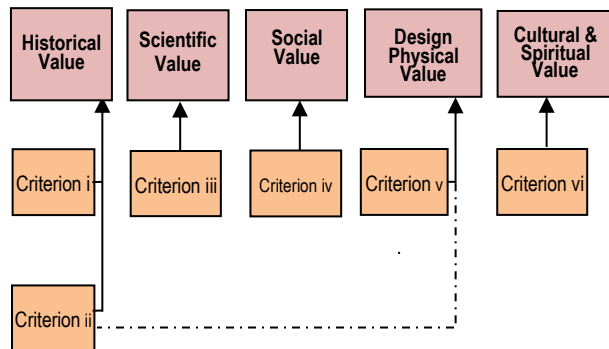 Historical
Value
Scientific
Value
Social
Value
Design
Physical
Value
Cultural &
Spiritual
Value
Criterion i
Criterion iii
Criterion iv
Criterion v
Criterion vi
Criterion ii